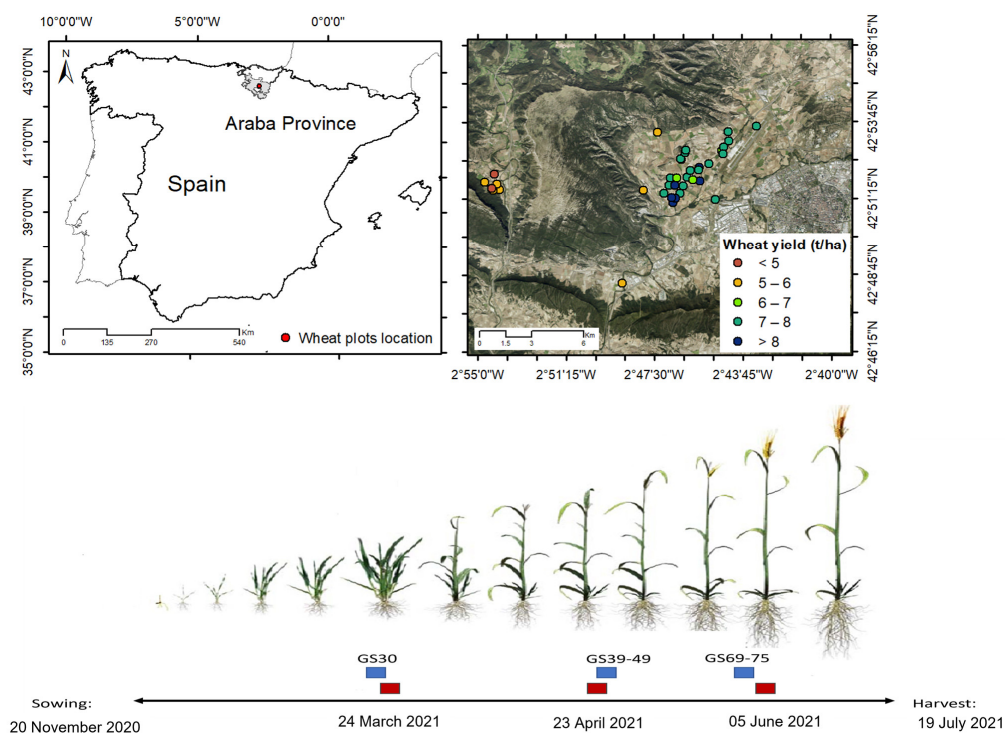 10°0'0"W 5°0'0"W 0°0'0"
N
43°0'0"N
41°0'0"N
39°0'0"N
37°0'0"N
35°0'0"N
Araba Province
Spain
Km
0 135 270 540
Wheat plots location
42°56'15"N
42°53'45"N
42°51'15"N
42°48'45"N
42°46'15"N
Wheat yield (t/ha)
< 5
5 – 6
6 – 7
7 – 8
> 8
Km
0 1.5 3 6
2°55'0"W 2°51'15"W 2°47'30"W 2°43'45"W 2°40'0"W
GS30 GS39-49 GS69-75
Sowing: Harvest:
20 November 2020 24 March 2021 23 April 2021 05 June 2021 19 July 2021